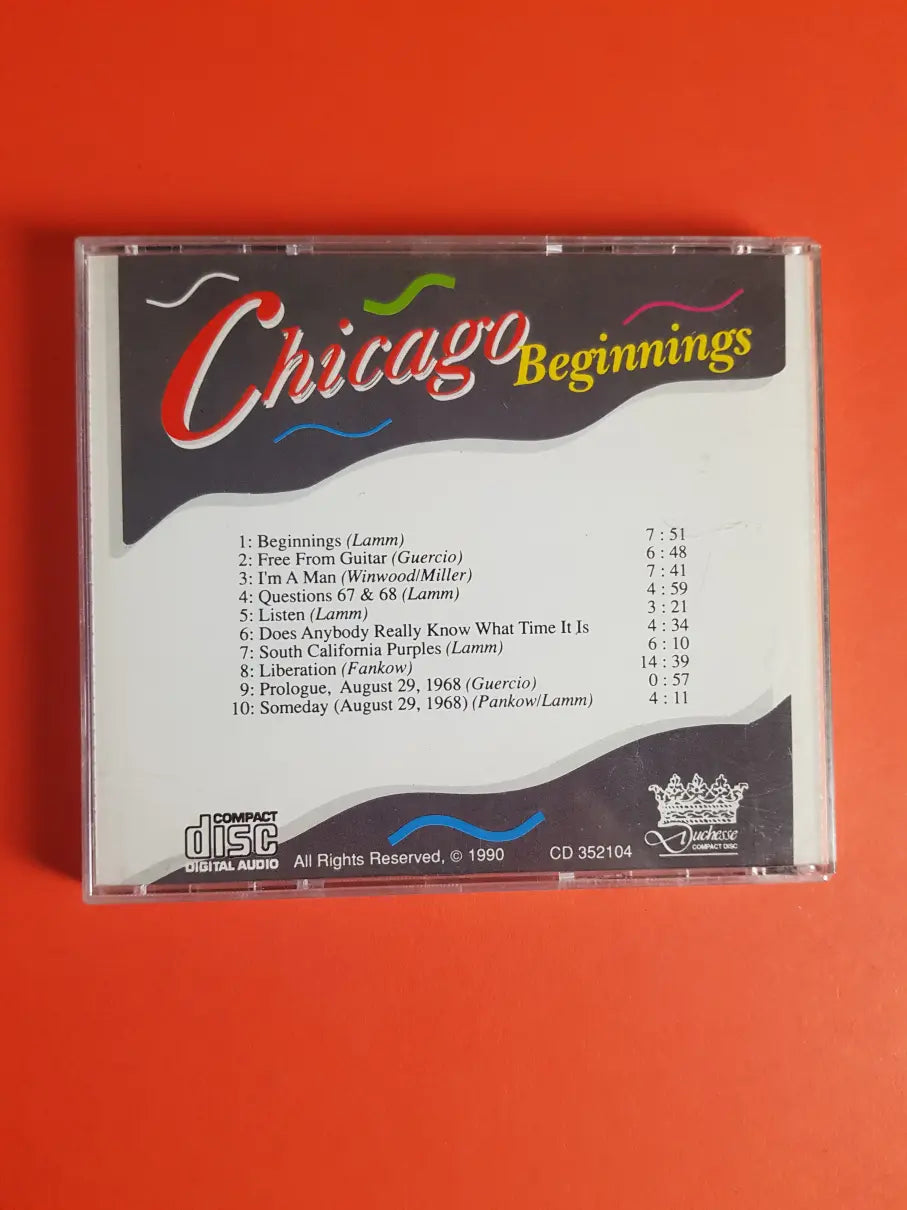 Chicago Beginnings
1: Beginnings (Lamm) 7 : 51
2: Free From Guitar (Guercio) 6 : 48
3: I'm A Man (Winwood/Miller) 7 : 41
4: Questions 67 & 68 (Lamm) 4 : 59
5: Listen (Lamm) 3 : 21
6: Does Anybody Really Know What Time It Is 4 : 34
7: South California Purples (Lamm) 6 : 10
8: Liberation (Fankow) 14 : 39
9: Prologue, August 29, 1968 (Guercio) 0 : 57
10: Someday (August 29, 1968) (Pankow/Lamm) 4 : 11
COMPACT
disc
DIGITAL AUDIO
All Rights Reserved, © 1990
CD 352104
Duchesse
COMPACT DISC